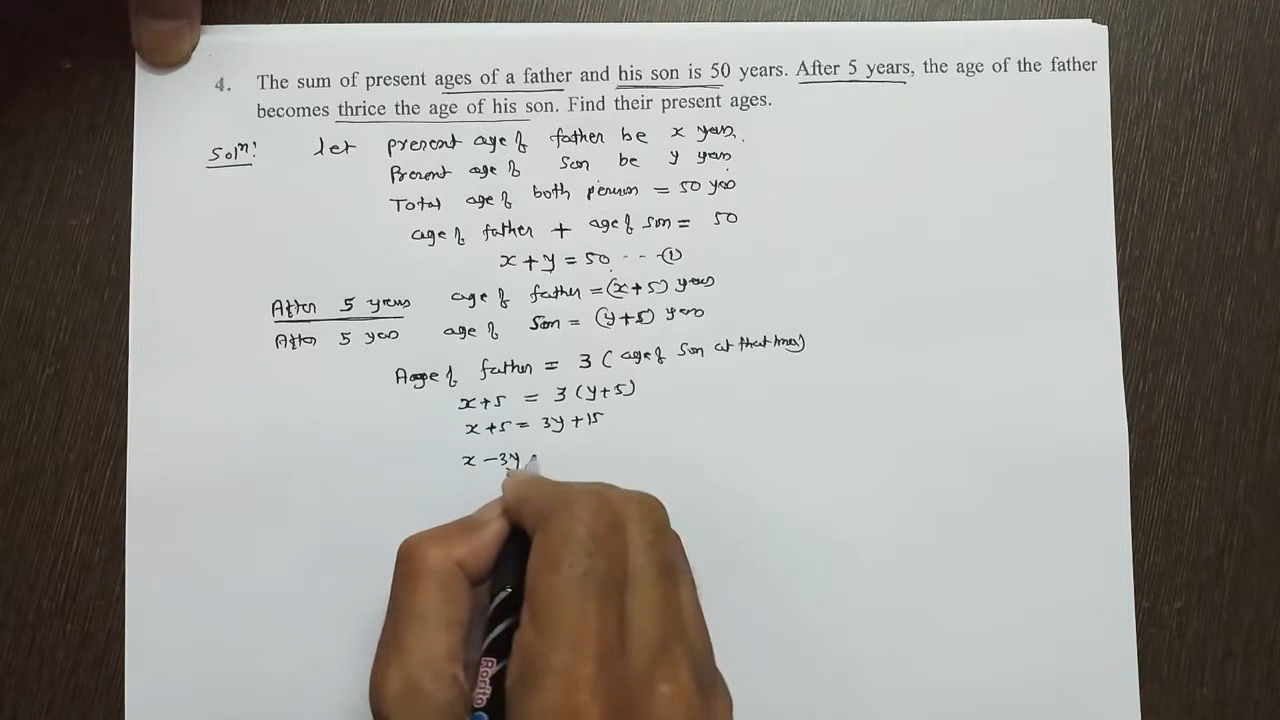 4. The sum of present ages of a father and his son is 50 years. After 5 years, the age of the father
becomes thrice the age of his son. Find their present ages.
Solⁿ: let present age of father be x years.
Present age of son be y years
Total age of both person = 50 years
age of father + age of son = 50
x + y = 50 --- ①
After 5 years age of father = (x+5) years
After 5 years age of son = (y+5) years
Age of father = 3 ( age of son at that time)
x+5 = 3 (y+5)
x+5 = 3y+15
x - 3y
Rorito